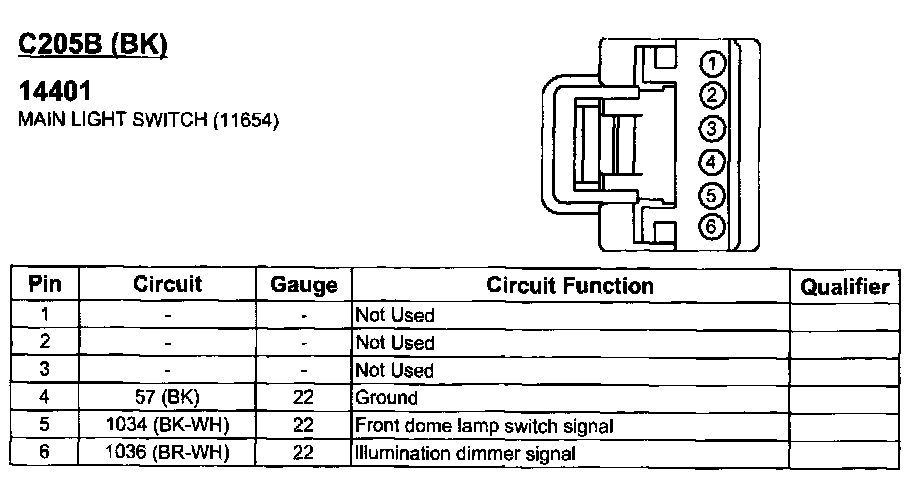 C205B (BK)
14401
MAIN LIGHT SWITCH (11654)
1
2
3
4
5
6
Pin Circuit Gauge Circuit Function Qualifier
1 - - Not Used
2 - - Not Used
3 - - Not Used
4 57 (BK) 22 Ground
5 1034 (BK-WH) 22 Front dome lamp switch signal
6 1036 (BR-WH) 22 Illumination dimmer signal